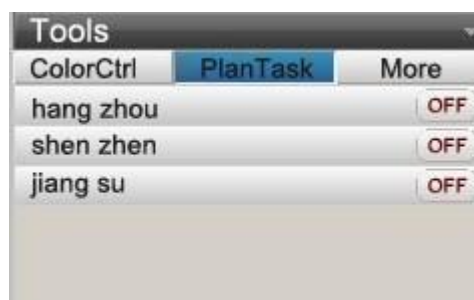 Tools
ColorCtrl PlanTask More
hang zhou OFF
shen zhen OFF
jiang su OFF